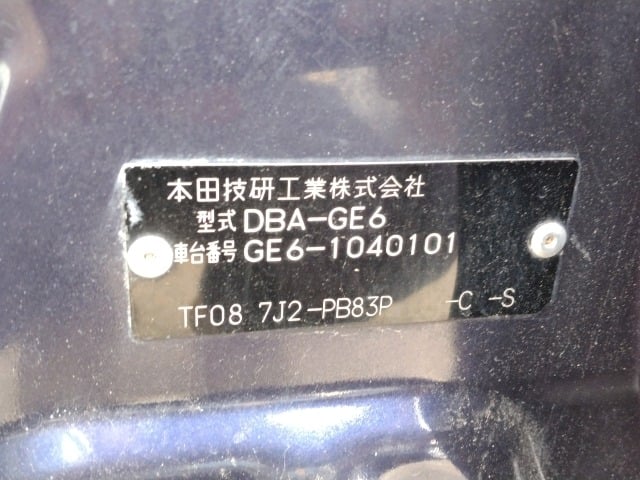 本田技研工業株式会社
型式 DBA-GE6
車台番号 GE6-1040101
TF08 7J2-PB83P -C -S